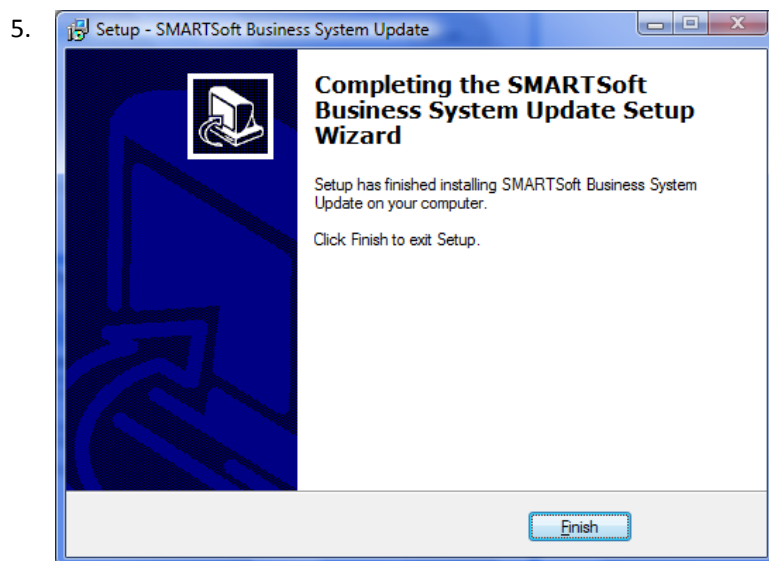 5.
Setup - SMARTSoft Business System Update
Completing the SMARTSoft
Business System Update Setup
Wizard
Setup has finished installing SMARTSoft Business System
Update on your computer.
Click Finish to exit Setup.
Finish